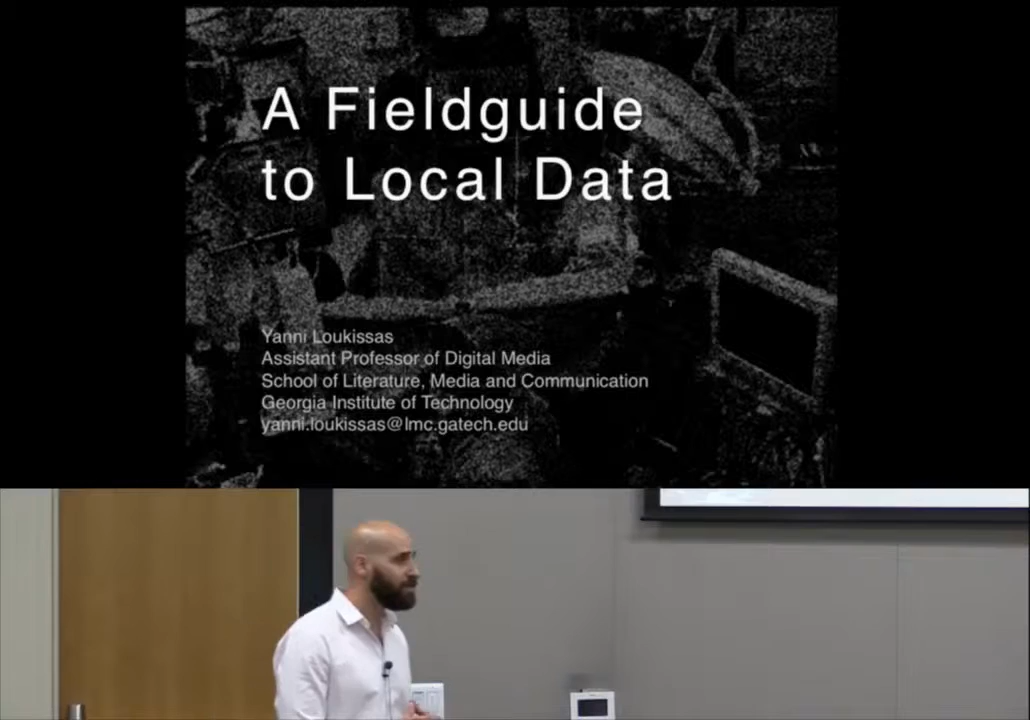 A Fieldguide
to Local Data
Yanni Loukissas
Assistant Professor of Digital Media
School of Literature, Media and Communication
Georgia Institute of Technology
yanni.loukissas@lmc.gatech.edu